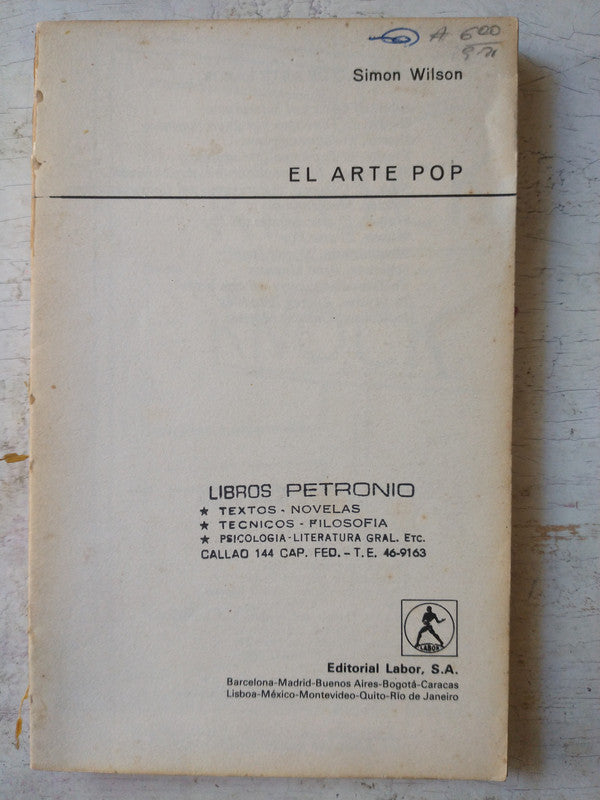 A 600
Simon Wilson
EL ARTE POP
LIBROS PETRONIO
★ TEXTOS - NOVELAS
★ TECNICOS - FILOSOFIA
★ PSICOLOGIA - LITERATURA GRAL. Etc.
CALLAO 144 CAP. FED. - T. E. 46-9163
LABOR
Editorial Labor, S.A.
Barcelona-Madrid-Buenos Aires-Bogotá-Caracas
Lisboa-México-Montevideo-Quito-Río de Janeiro